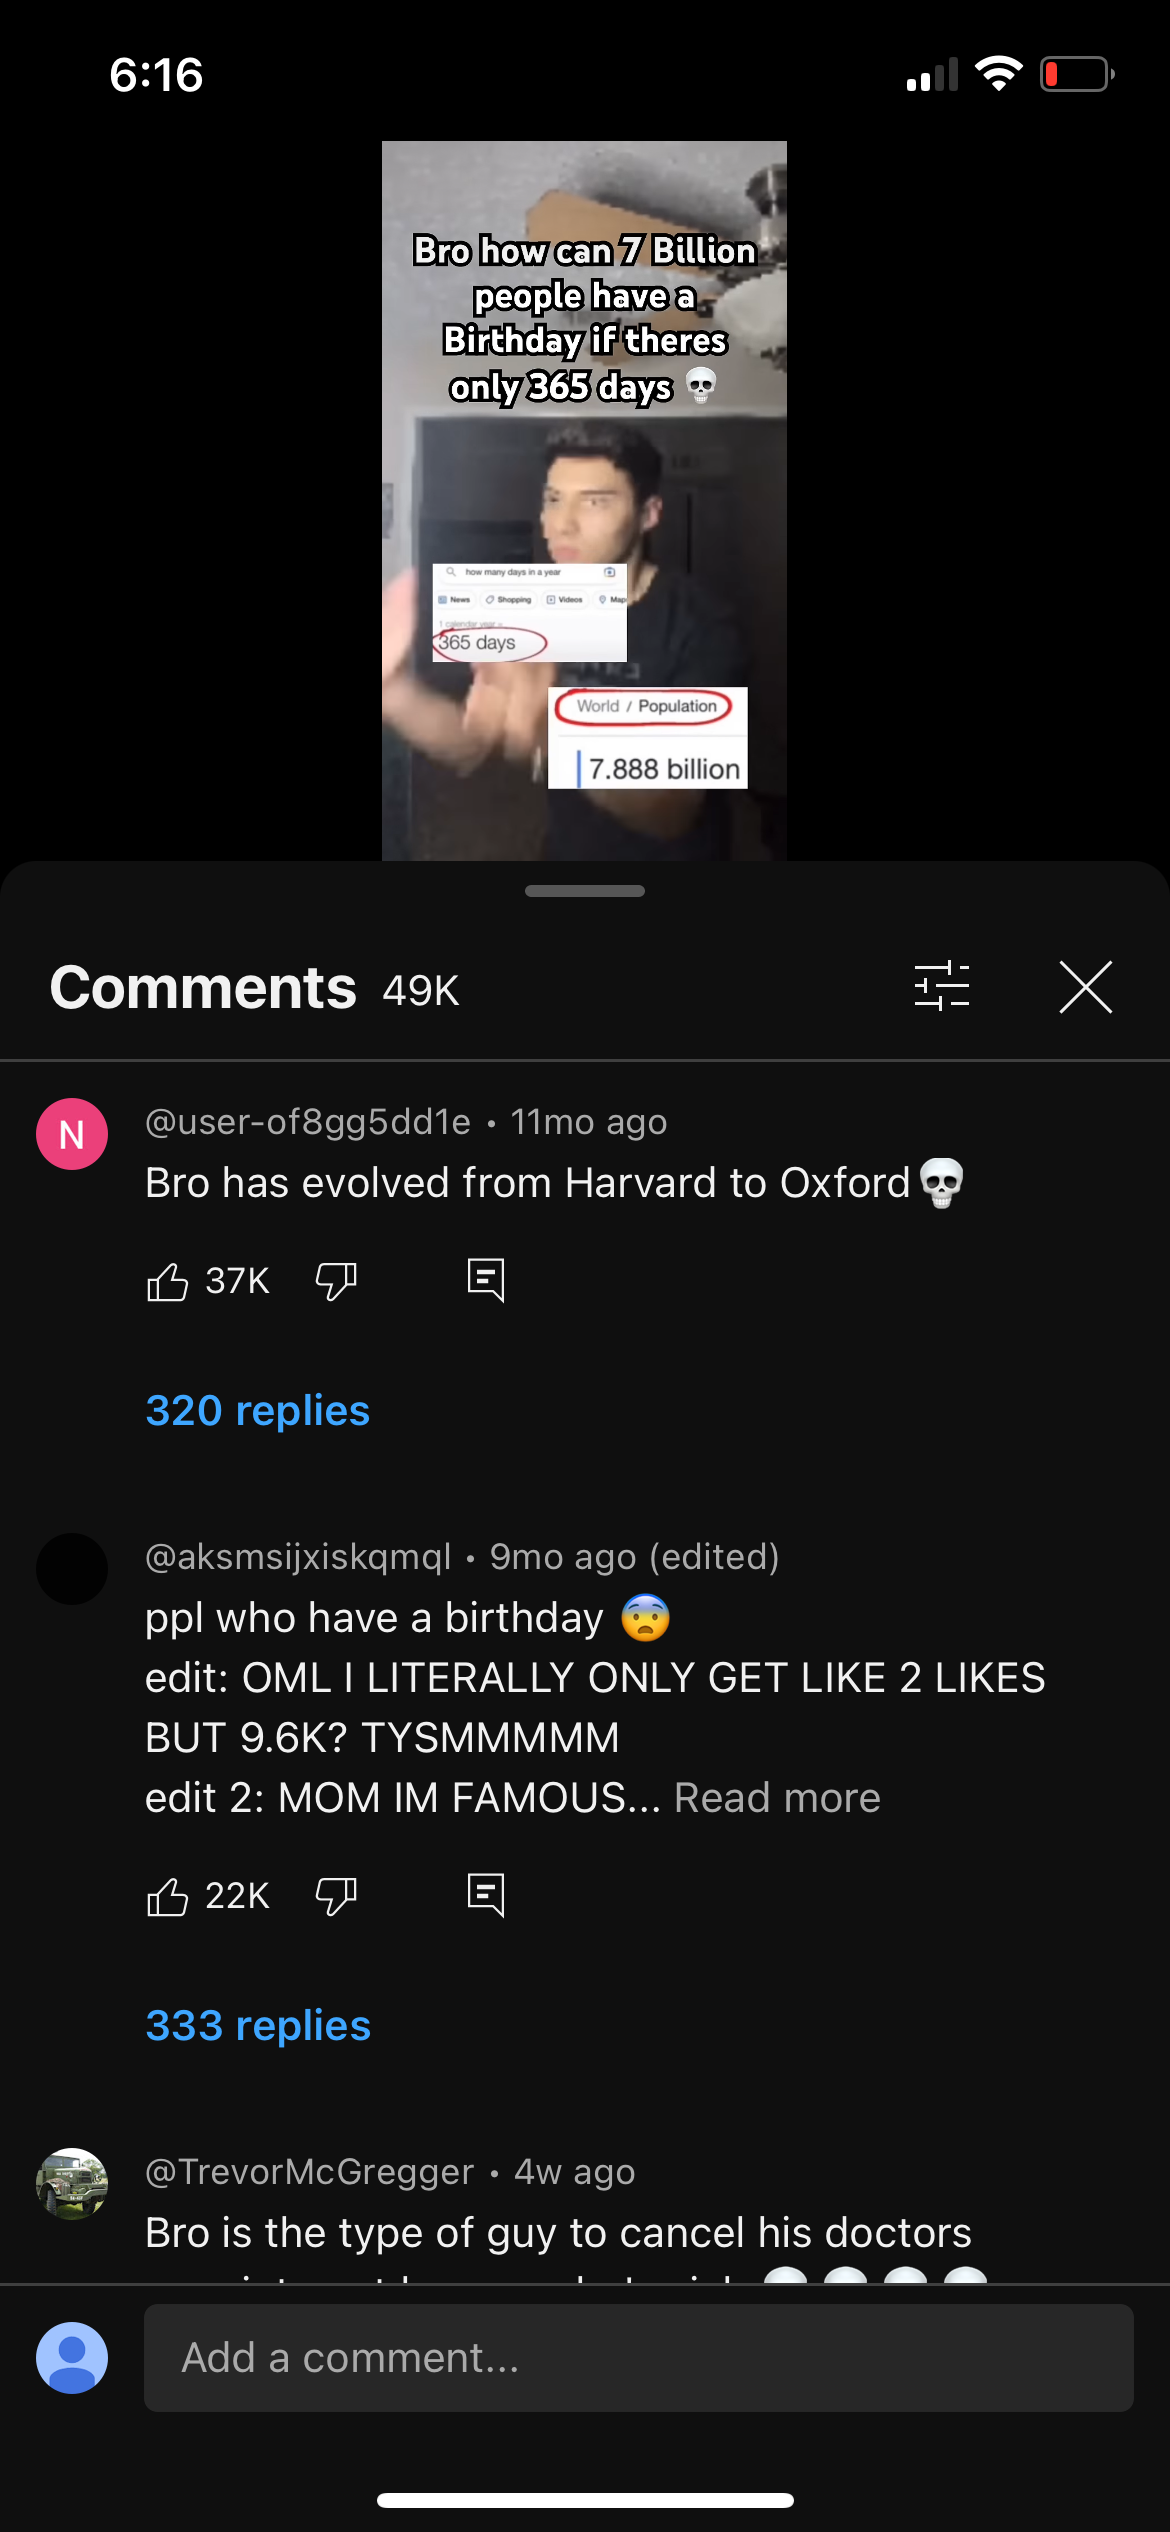 6:16
Bro how can 7 Billion
people have a
Birthday if theres
only 365 days 💀
how many days in a year
News Shopping Videos Map
1 calendar year =
365 days
World / Population
7.888 billion
Comments 49K
N
@user-of8gg5dd1e • 11mo ago
Bro has evolved from Harvard to Oxford💀
37K
320 replies
@aksmsijxiskqmql • 9mo ago (edited)
ppl who have a birthday 😨
edit: OML I LITERALLY ONLY GET LIKE 2 LIKES
BUT 9.6K? TYSMMMMM
edit 2: MOM IM FAMOUS... Read more
22K
333 replies
@TrevorMcGregger • 4w ago
Bro is the type of guy to cancel his doctors
Add a comment...